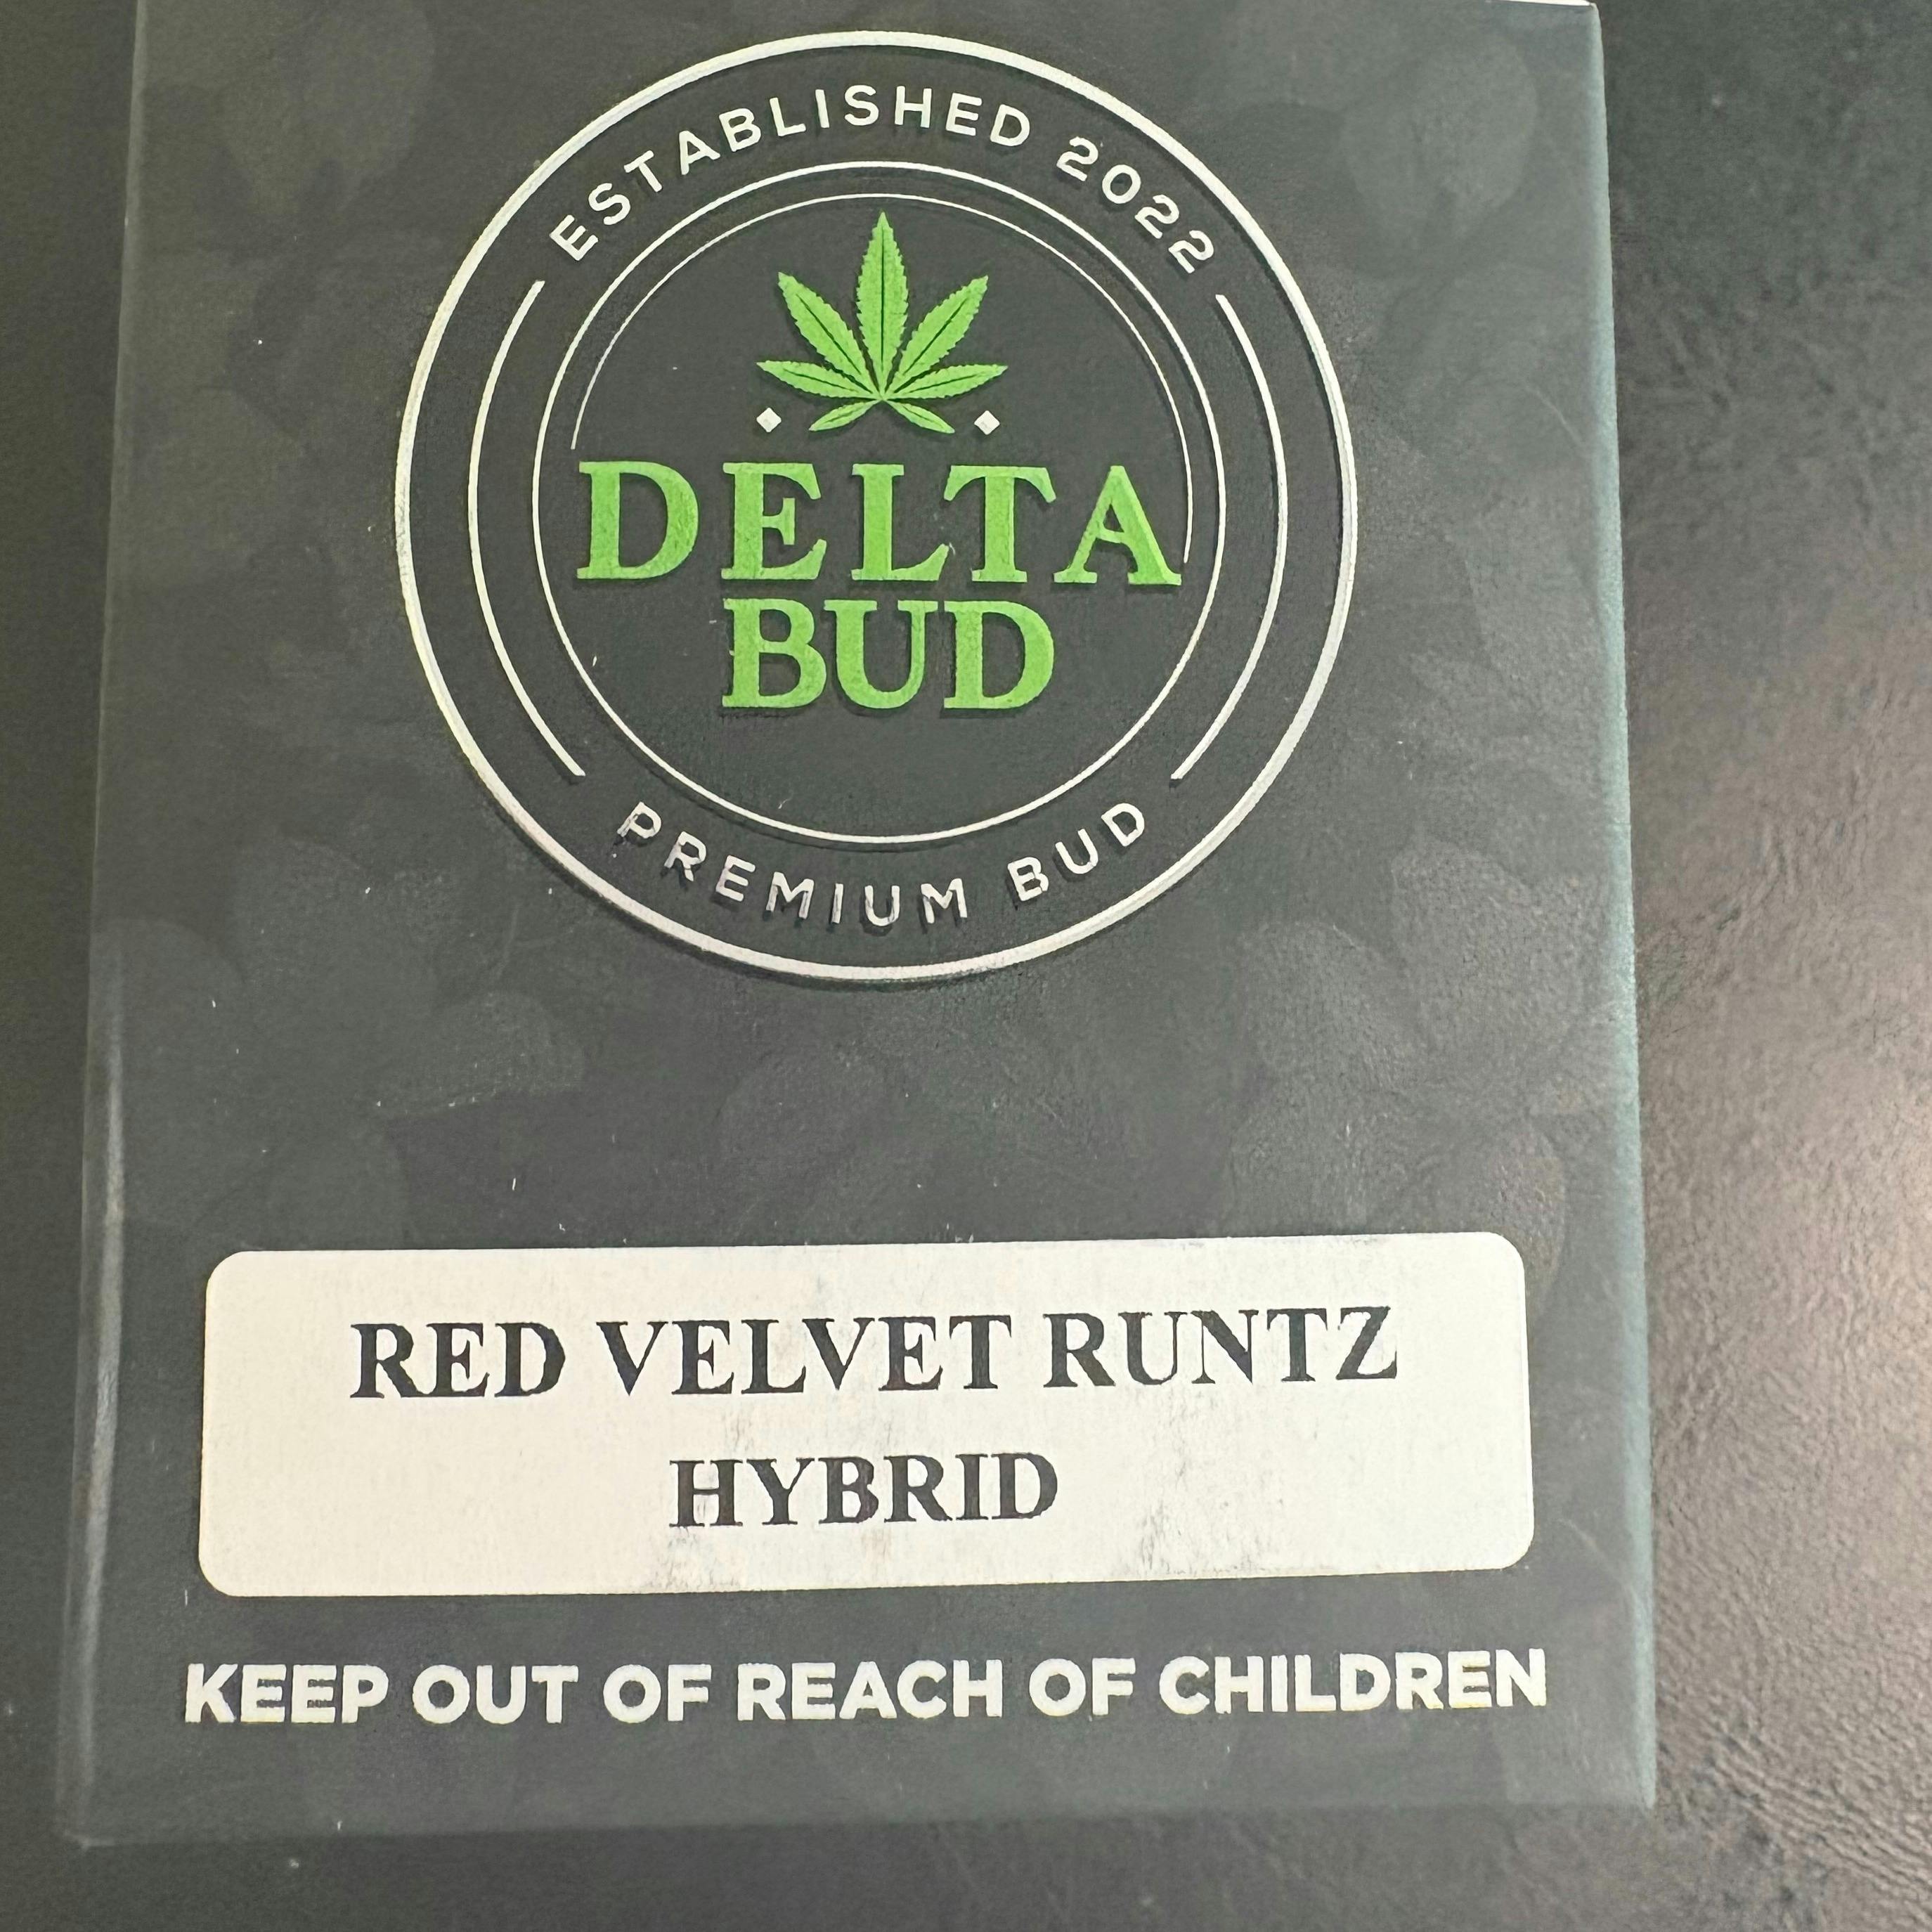 ESTABLISHED 2022
DELTA
BUD
PREMIUM BUD
RED VELVET RUNTZ
HYBRID
KEEP OUT OF REACH OF CHILDREN